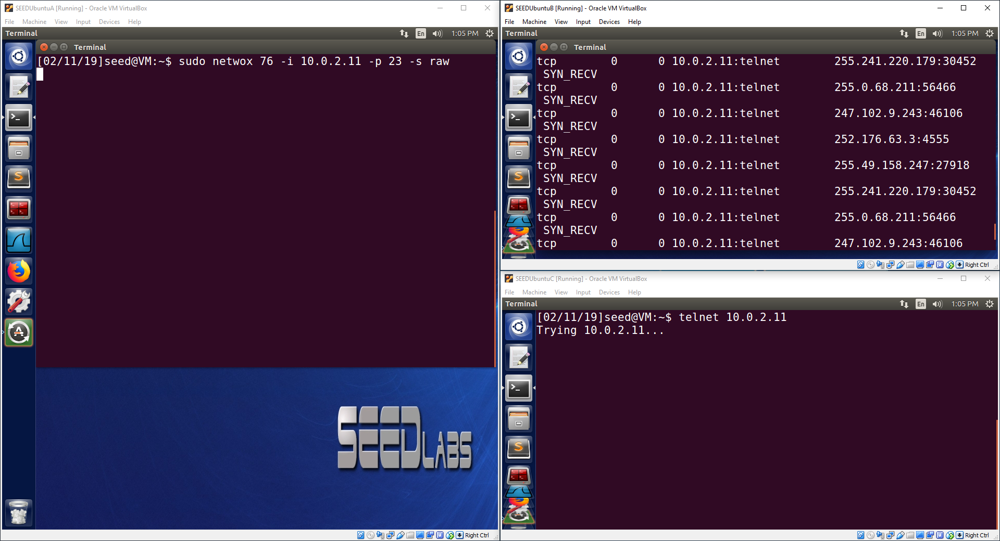 SEEDUbuntuA [Running] - Oracle VM VirtualBox
File Machine View Input Devices Help
Terminal En 1:05 PM
Terminal
[02/11/19]seed@VM:~$ sudo netwox 76 -i 10.0.2.11 -p 23 -s raw
SEEDLABS
Right Ctrl
SEEDUbuntuB [Running] - Oracle VM VirtualBox
File Machine View Input Devices Help
Terminal En 1:05 PM
Terminal
tcp 0 0 10.0.2.11:telnet 255.241.220.179:30452
SYN_RECV
tcp 0 0 10.0.2.11:telnet 255.0.68.211:56466
SYN_RECV
tcp 0 0 10.0.2.11:telnet 247.102.9.243:46106
SYN_RECV
tcp 0 0 10.0.2.11:telnet 252.176.63.3:4555
SYN_RECV
tcp 0 0 10.0.2.11:telnet 255.49.158.247:27918
SYN_RECV
tcp 0 0 10.0.2.11:telnet 255.241.220.179:30452
SYN_RECV
tcp 0 0 10.0.2.11:telnet 255.0.68.211:56466
SYN_RECV
tcp 0 0 10.0.2.11:telnet 247.102.9.243:46106
Right Ctrl
SEEDUbuntuC [Running] - Oracle VM VirtualBox
File Machine View Input Devices Help
Terminal En 1:05 PM
[02/11/19]seed@VM:~$ telnet 10.0.2.11
Trying 10.0.2.11...
Right Ctrl